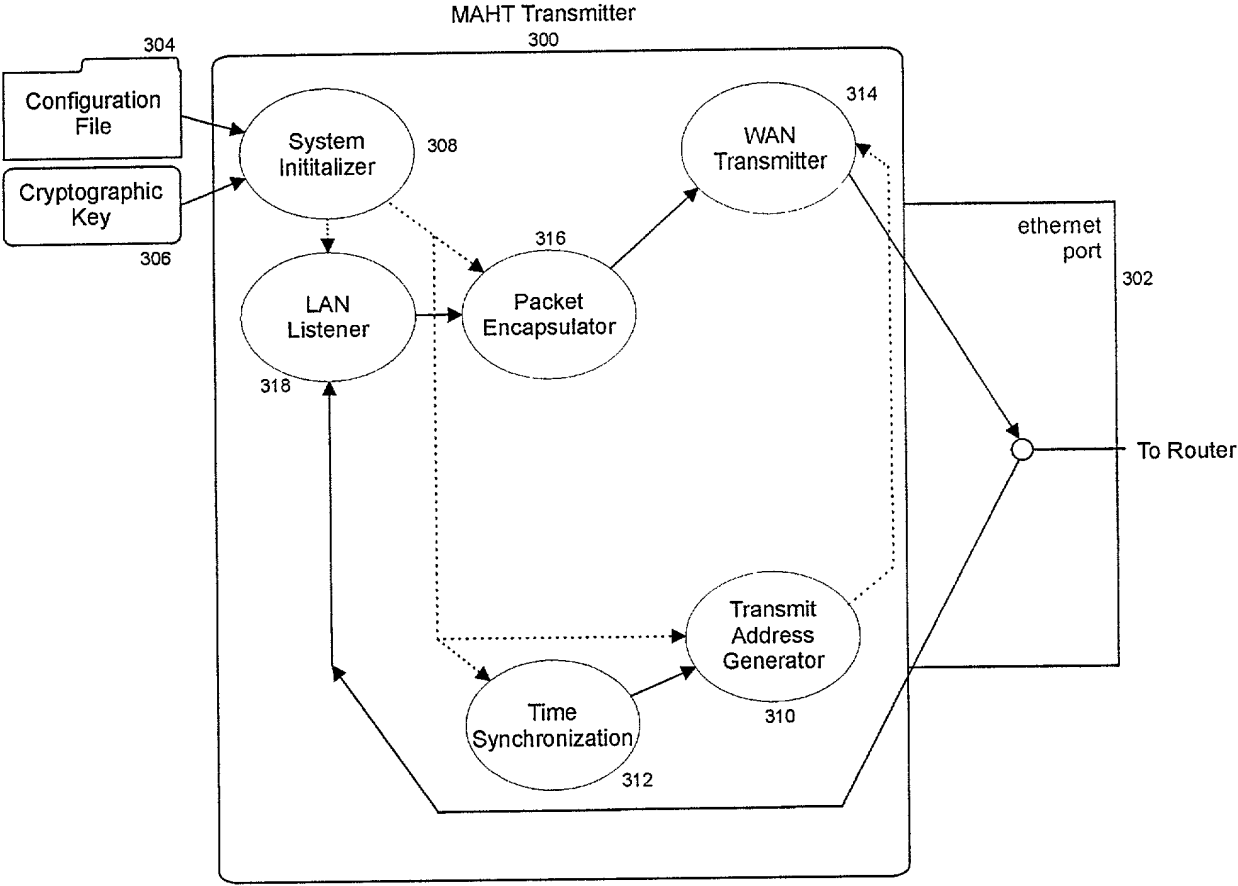 MAHT Transmitter
300
304
Configuration
File
Cryptographic
Key
306
System
Inititalizer
308
WAN
Transmitter
314
ethernet
port
302
316
Packet
Encapsulator
LAN
Listener
318
To Router
Transmit
Address
Generator
310
Time
Synchronization
312